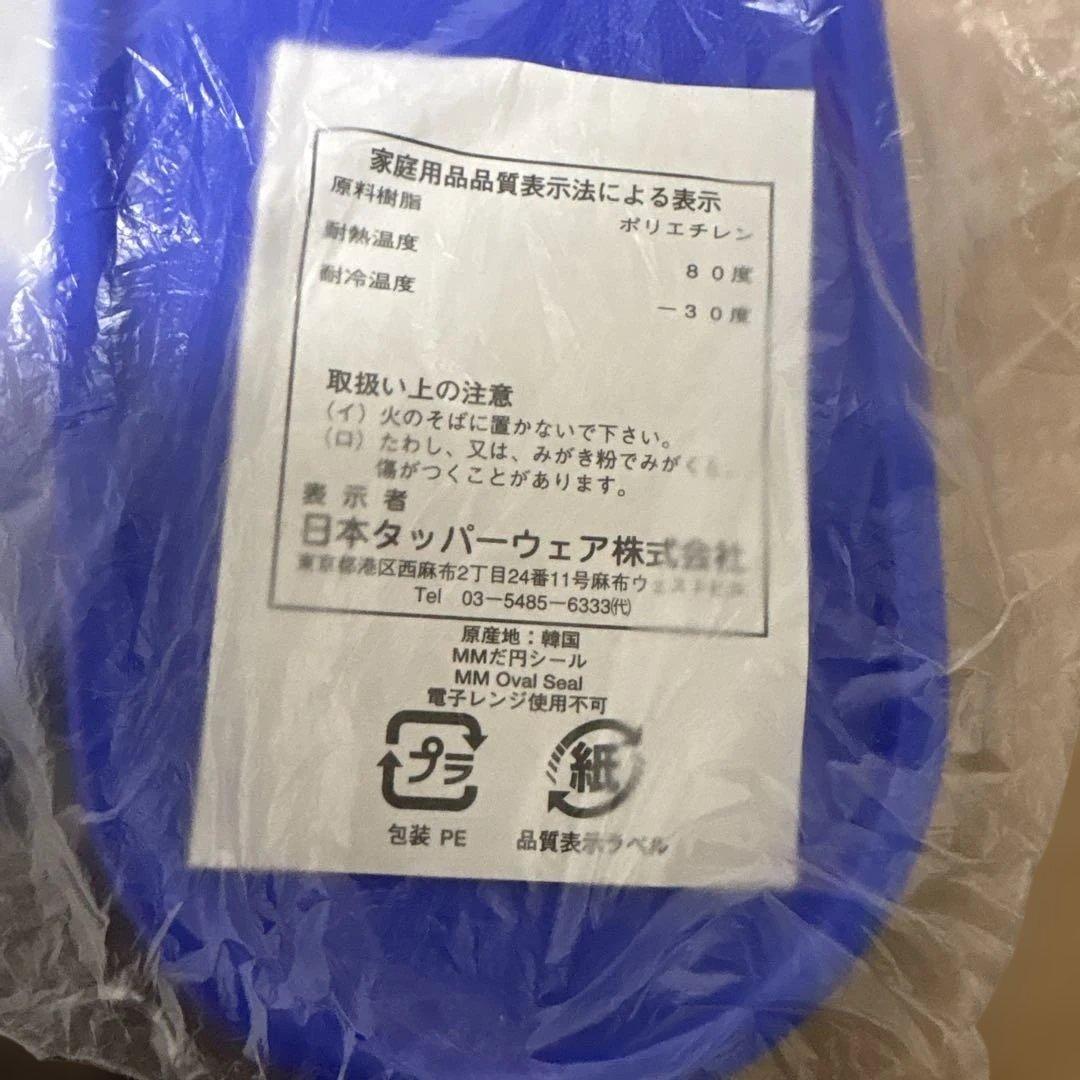 家庭用品品質表示法による表示
原料樹脂 ポリエチレン
耐熱温度 80度
耐冷温度 －30度
取扱い上の注意
（イ）火のそばに置かないで下さい。
（ロ）たわし、又は、みがき粉でみがくと、
傷がつくことがあります。
表示者
日本タッパーウェア株式会社
東京都港区西麻布2丁目24番11号麻布ウエストビル
Tel 03－5485－6333㈹
原産地：韓国
MMだ円シール
MM Oval Seal
電子レンジ使用不可
プラ 紙
包装 PE 品質表示ラベル